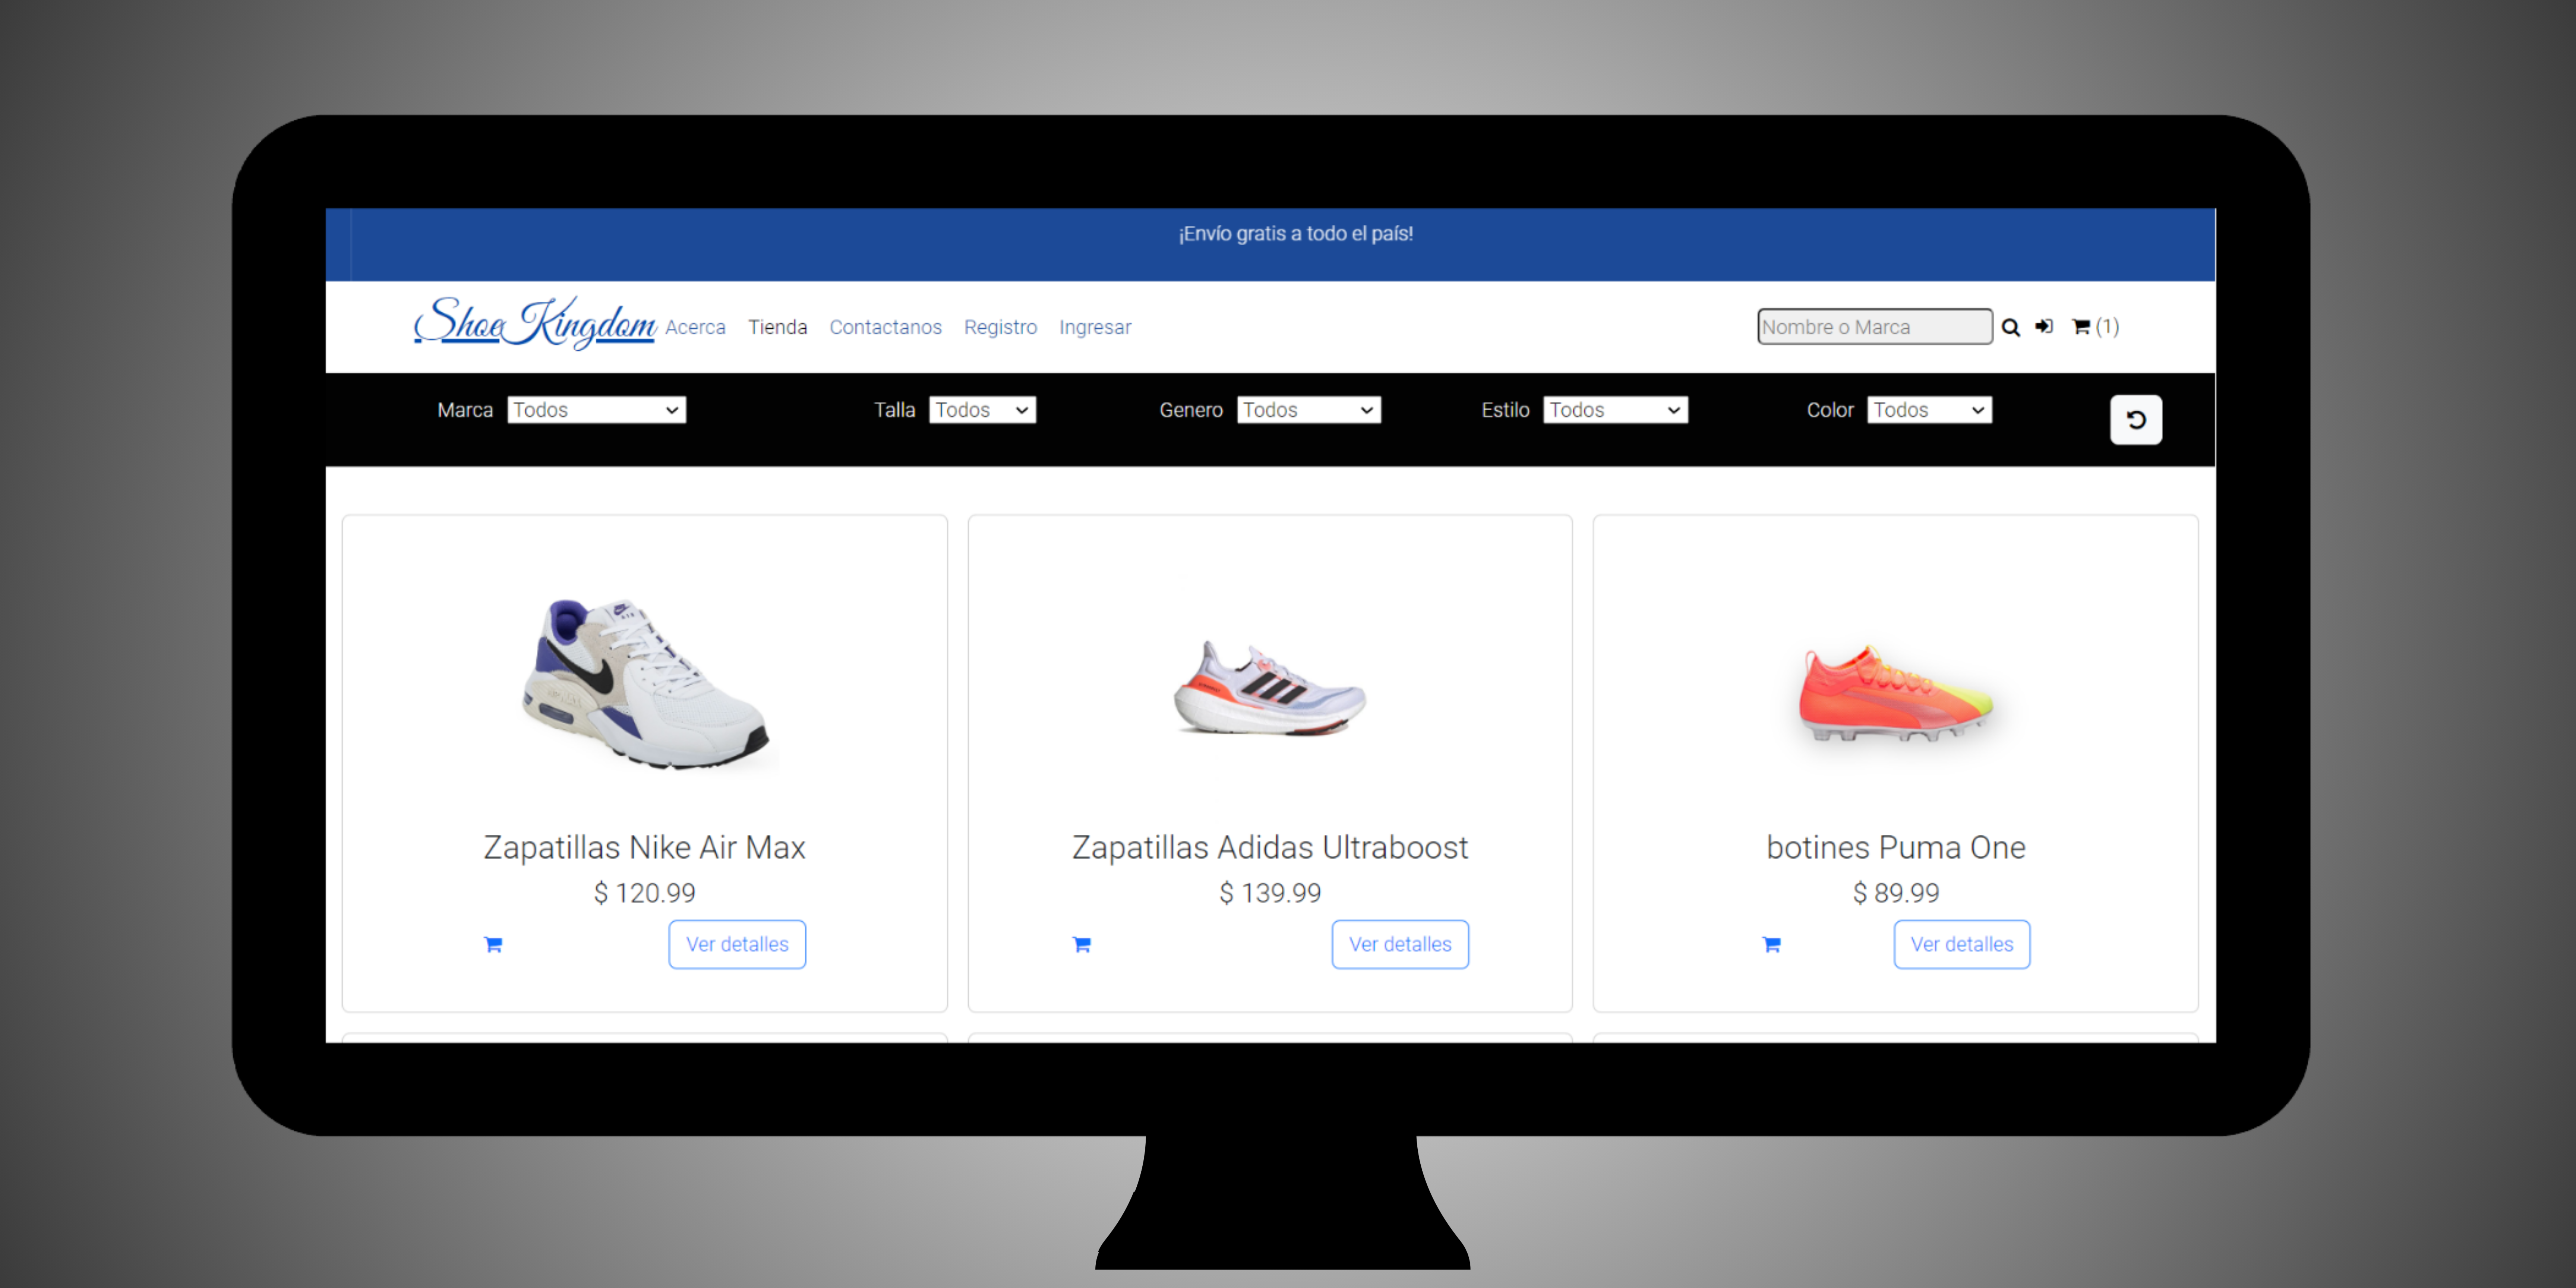 ¡Envío gratis a todo el país!
Shoe Kingdom Acerca Tienda Contactanos Registro Ingresar Nombre o Marca (1)
Marca Todos Talla Todos Genero Todos Estilo Todos Color Todos
Zapatillas Nike Air Max
$ 120.99
Ver detalles
Zapatillas Adidas Ultraboost
$ 139.99
Ver detalles
botines Puma One
$ 89.99
Ver detalles